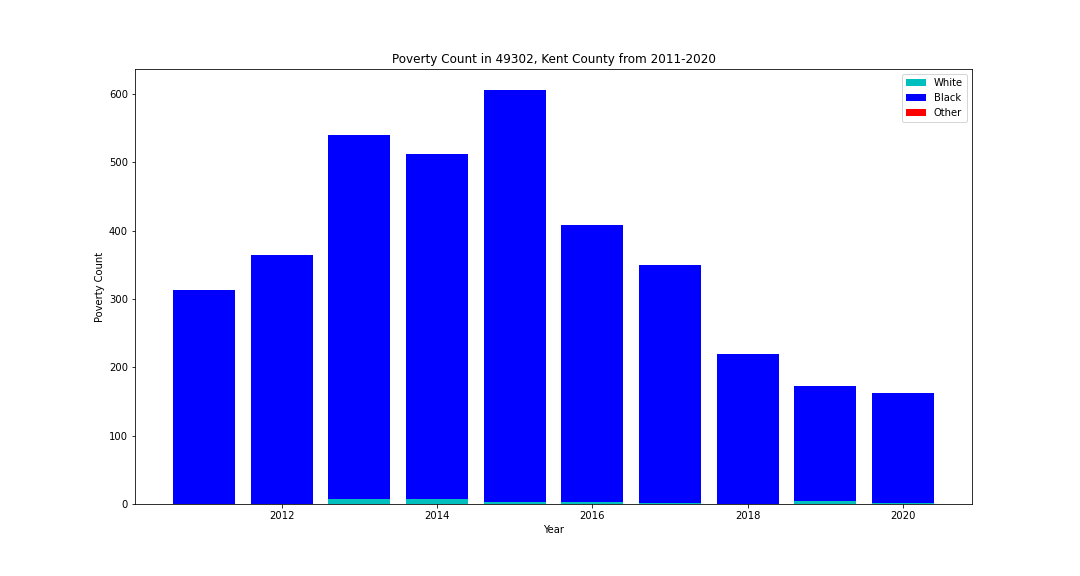 Poverty Count in 49302, Kent County from 2011-2020
White
Black
Other
600
500
400
300
200
100
0
Poverty Count
2012
2014
2016
2018
2020
Year